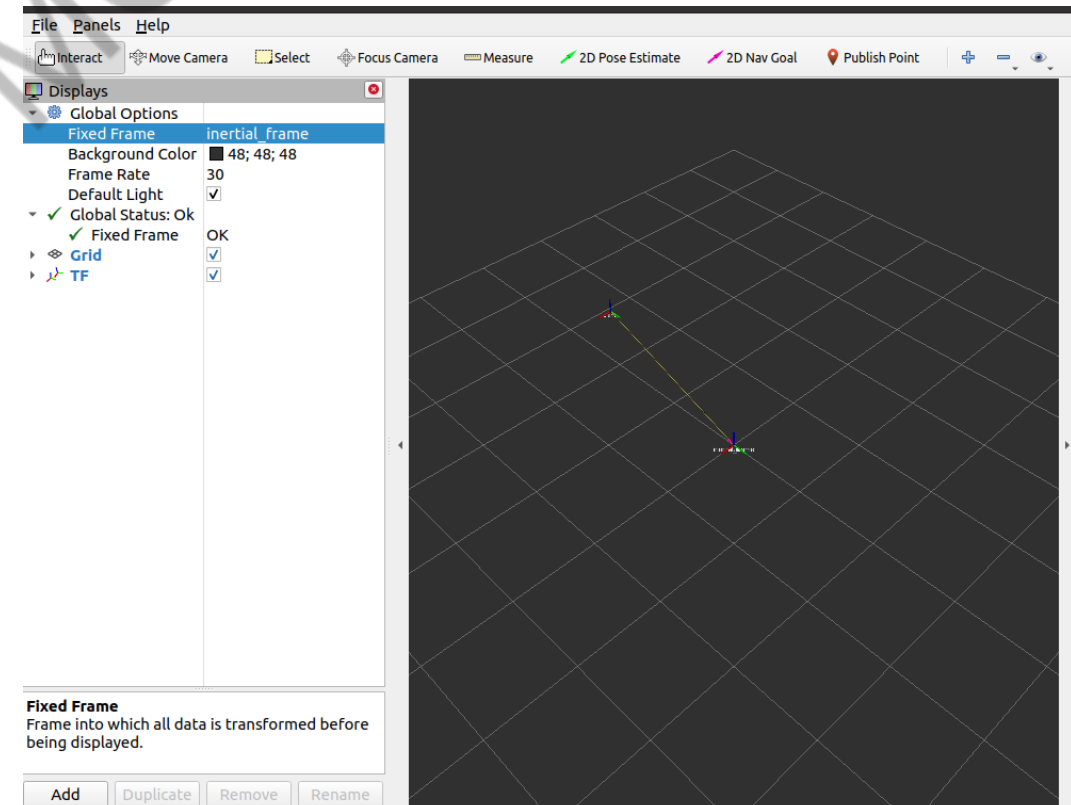 File Panels Help
Interact Move Camera Select Focus Camera Measure 2D Pose Estimate 2D Nav Goal Publish Point
Displays
Global Options
Fixed Frame inertial_frame
Background Color 48; 48; 48
Frame Rate 30
Default Light
Global Status: Ok
Fixed Frame OK
Grid
TF
Fixed Frame
Frame into which all data is transformed before
being displayed.
Add Duplicate Remove Rename